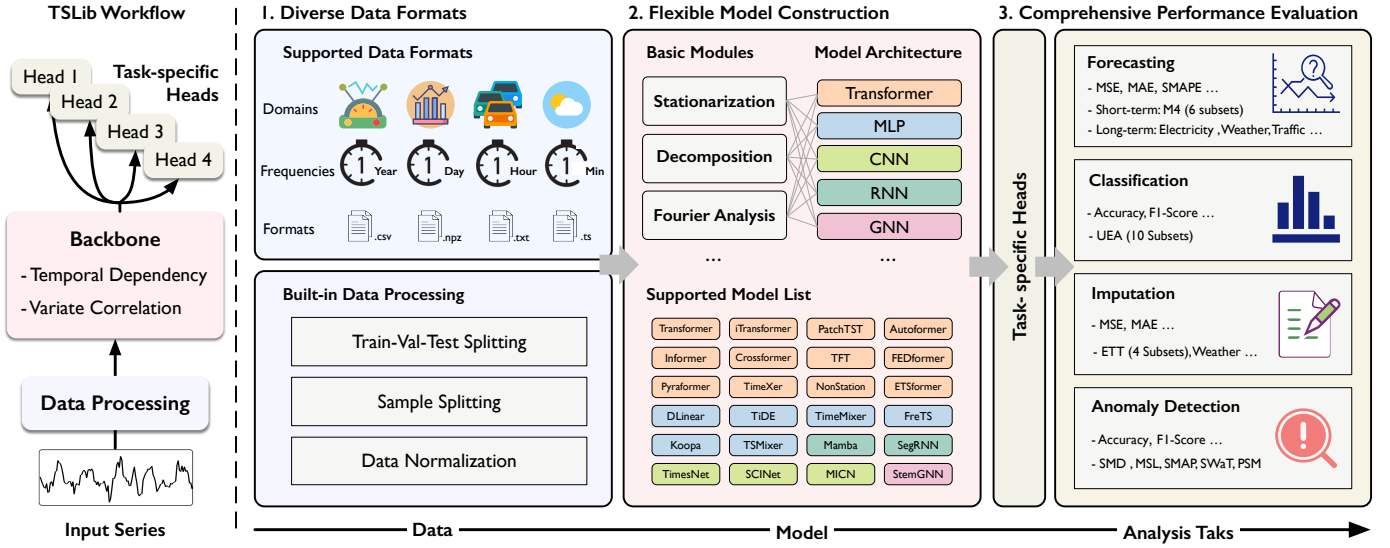 TSLib Workflow
Head 1
Head 2
Head 3
Head 4
Task-specific
Heads
Backbone
- Temporal Dependency
- Variate Correlation
Data Processing
Input Series
1. Diverse Data Formats
Supported Data Formats
Domains
Frequencies
1 Year
1 Day
1 Hour
1 Min
Formats
.csv
.npz
.txt
.ts
Built-in Data Processing
Train-Val-Test Splitting
Sample Splitting
Data Normalization
2. Flexible Model Construction
Basic Modules
Stationarization
Decomposition
Fourier Analysis
...
Model Architecture
Transformer
MLP
CNN
RNN
GNN
...
Supported Model List
Transformer iTransformer PatchTST Autoformer
Informer Crossformer TFT FEDformer
Pyraformer TimeXer NonStation ETSformer
DLinear TiDE TimeMixer FreTS
Koopa TSMixer Mamba SegRNN
TimesNet SCINet MICN StemGNN
Task- specific Heads
3. Comprehensive Performance Evaluation
Forecasting
- MSE, MAE, SMAPE ...
- Short-term: M4 (6 subsets)
- Long-term: Electricity ,Weather, Traffic ...
?
Classification
- Accuracy, F1-Score ...
- UEA (10 Subsets)
Imputation
- MSE, MAE ...
- ETT (4 Subsets), Weather ...
Anomaly Detection
- Accuracy, F1-Score ...
- SMD , MSL, SMAP, SWaT, PSM
!
Data
Model
Analysis Taks